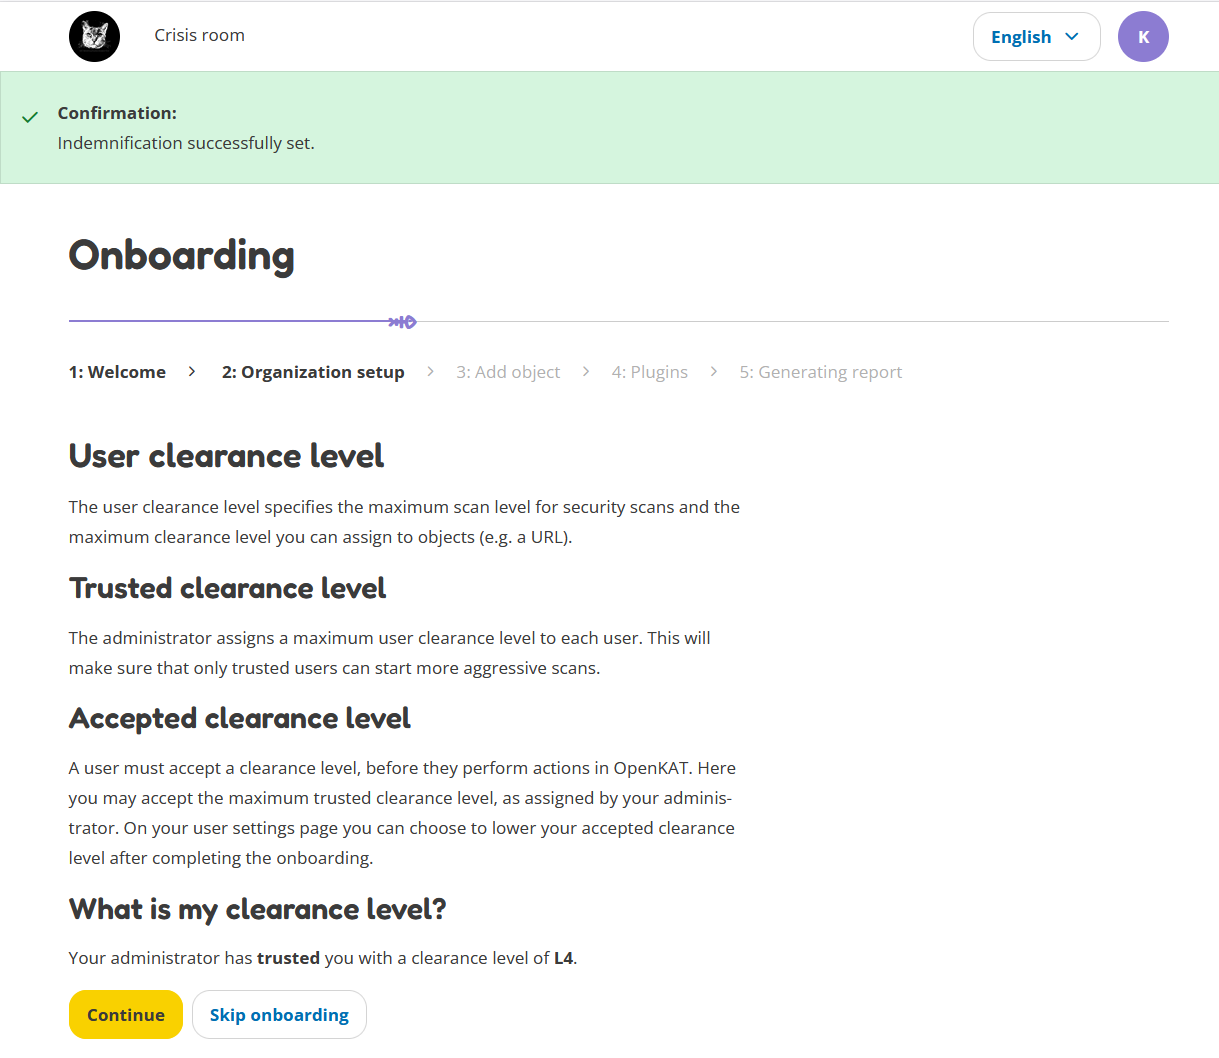 Crisis room
English
K
Confirmation:
Indemnification successfully set.
Onboarding
1: Welcome
2: Organization setup
3: Add object
4: Plugins
5: Generating report
User clearance level
The user clearance level specifies the maximum scan level for security scans and the
maximum clearance level you can assign to objects (e.g. a URL).
Trusted clearance level
The administrator assigns a maximum user clearance level to each user. This will
make sure that only trusted users can start more aggressive scans.
Accepted clearance level
A user must accept a clearance level, before they perform actions in OpenKAT. Here
you may accept the maximum trusted clearance level, as assigned by your adminis-
trator. On your user settings page you can choose to lower your accepted clearance
level after completing the onboarding.
What is my clearance level?
Your administrator has trusted you with a clearance level of L4.
Continue
Skip onboarding